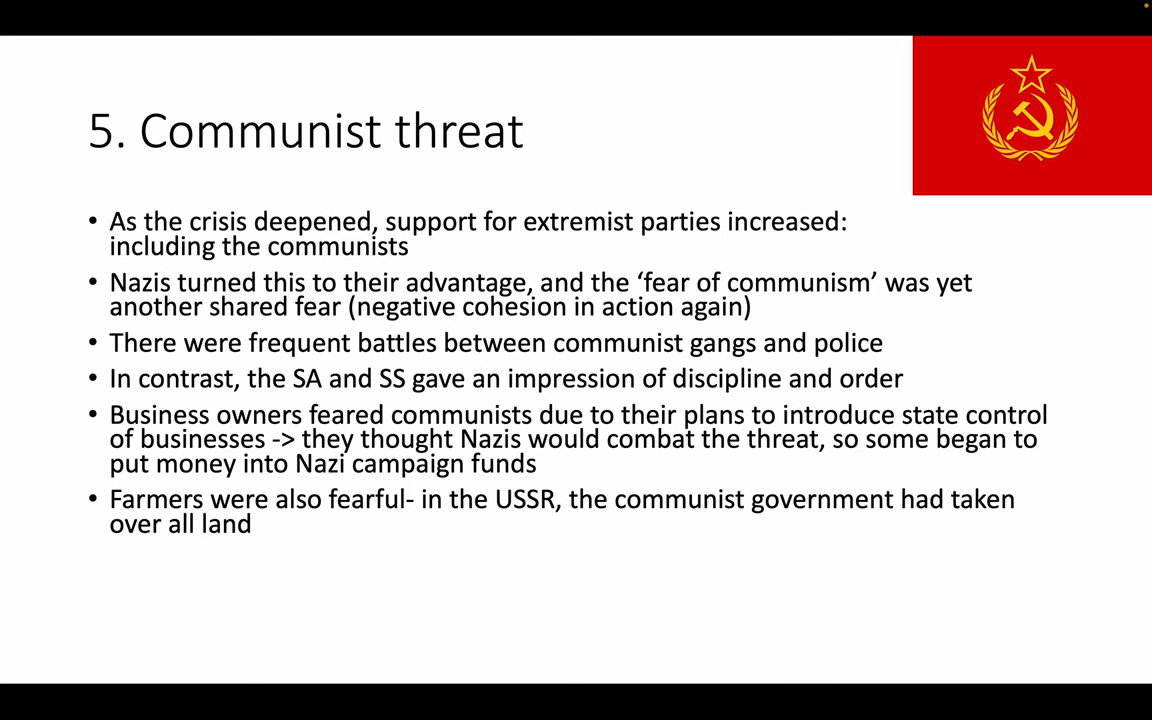 5. Communist threat
• As the crisis deepened, support for extremist parties increased:
including the communists
• Nazis turned this to their advantage, and the ‘fear of communism’ was yet
another shared fear (negative cohesion in action again)
• There were frequent battles between communist gangs and police
• In contrast, the SA and SS gave an impression of discipline and order
• Business owners feared communists due to their plans to introduce state control
of businesses -> they thought Nazis would combat the threat, so some began to
put money into Nazi campaign funds
• Farmers were also fearful- in the USSR, the communist government had taken
over all land